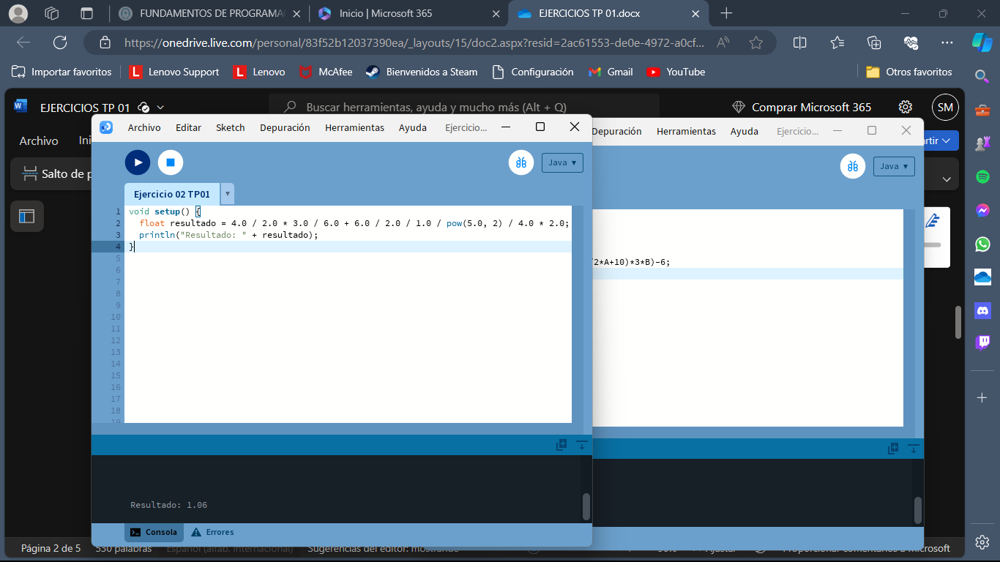 FUNDAMENTOS DE PROGRAMA
Inicio | Microsoft 365
EJERCICIOS TP 01.docx
https://onedrive.live.com/personal/83f52b12037390ea/_layouts/15/doc2.aspx?resid=2ac61553-de0e-4972-a0cf...
Importar favoritos
Lenovo Support
Lenovo
McAfee
Bienvenidos a Steam
Configuración
Gmail
YouTube
Otros favoritos
EJERCICIOS TP 01
Buscar herramientas, ayuda y mucho más (Alt + Q)
Comprar Microsoft 365
SM
Archivo
Ini
rtir
Salto de p
Archivo Editar Sketch Depuración Herramientas Ayuda Ejercicio...
Java
Ejercicio 02 TP01
1 void setup() {
2 float resultado = 4.0 / 2.0 * 3.0 / 6.0 + 6.0 / 2.0 / 1.0 / pow(5.0, 2) / 4.0 * 2.0;
3 println("Resultado: " + resultado);
4 }
5
6
7
8
9
10
11
12
13
14
15
16
17
18
19
Resultado: 1.06
Consola
Errores
Depuración Herramientas Ayuda Ejercicio...
Java
2*A+10)*3*B)-6;
Página 2 de 5
530 palabras
Español (alfab. internacional)
Sugerencias del editor: mostrando
Ajustar
Proporcionar comentarios a Microsoft